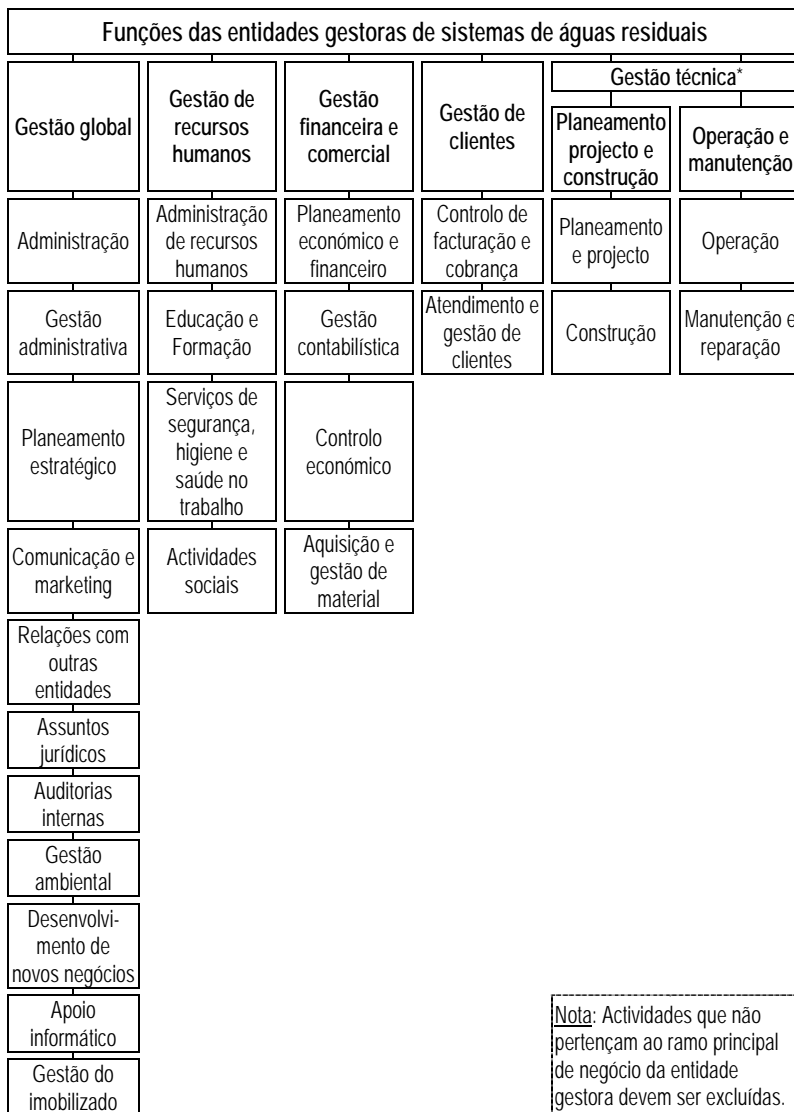 Funções das entidades gestoras de sistemas de águas residuais
Gestão global
Gestão de
recursos
humanos
Gestão
financeira e
comercial
Gestão de
clientes
Gestão técnica*
Planeamento
projecto e
construção
Operação e
manutenção
Administração
Administração
de recursos
humanos
Planeamento
económico e
financeiro
Controlo de
facturação e
cobrança
Planeamento
e projecto
Operação
Gestão
administrativa
Educação e
Formação
Gestão
contabilística
Atendimento e
gestão de
clientes
Construção
Manutenção e
reparação
Planeamento
estratégico
Serviços de
segurança,
higiene e
saúde no
trabalho
Controlo
económico
Comunicação e
marketing
Actividades
sociais
Aquisição e
gestão de
material
Relações com
outras
entidades
Assuntos
jurídicos
Auditorias
internas
Gestão
ambiental
Desenvolvi-
mento de
novos negócios
Apoio
informático
Gestão do
imobilizado
Nota: Actividades que não
pertençam ao ramo principal
de negócio da entidade
gestora devem ser excluídas.